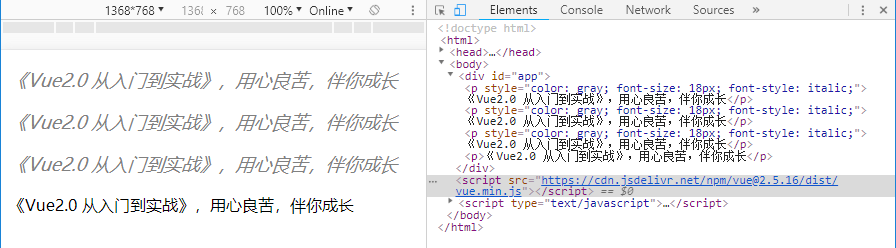 1368*768 ▼ 1368 × 768 100% ▼ Online ▼
《Vue2.0 从入门到实战》，用心良苦，伴你成长
《Vue2.0 从入门到实战》，用心良苦，伴你成长
《Vue2.0 从入门到实战》，用心良苦，伴你成长
《Vue2.0 从入门到实战》，用心良苦，伴你成长
Elements Console Sources Network
<!doctype html>
<html>
<head>…</head>
<body>
<div id="app">
<p style="color: gray; font-size: 18px; font-style: italic;">
《Vue2.0 从入门到实战》，用心良苦，伴你成长</p>
<p style="color: gray; font-size: 18px; font-style: italic;">
《Vue2.0 从入门到实战》，用心良苦，伴你成长</p>
<p style="color: gray; font-size: 18px; font-style: italic;">
《Vue2.0 从入门到实战》，用心良苦，伴你成长</p>
<p>《Vue2.0 从入门到实战》，用心良苦，伴你成长</p>
</div>
<script src="https://cdn.jsdelivr.net/npm/vue@2.5.16/dist/
vue.min.js"></script> == $0
<script type="text/javascript">…</script>
</body>
</html>